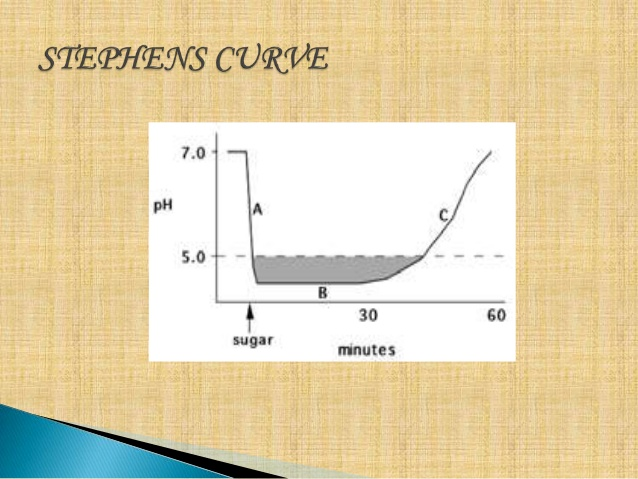 STEPHENS CURVE
7.0
pH
A
C
5.0
B
30
60
sugar
minutes